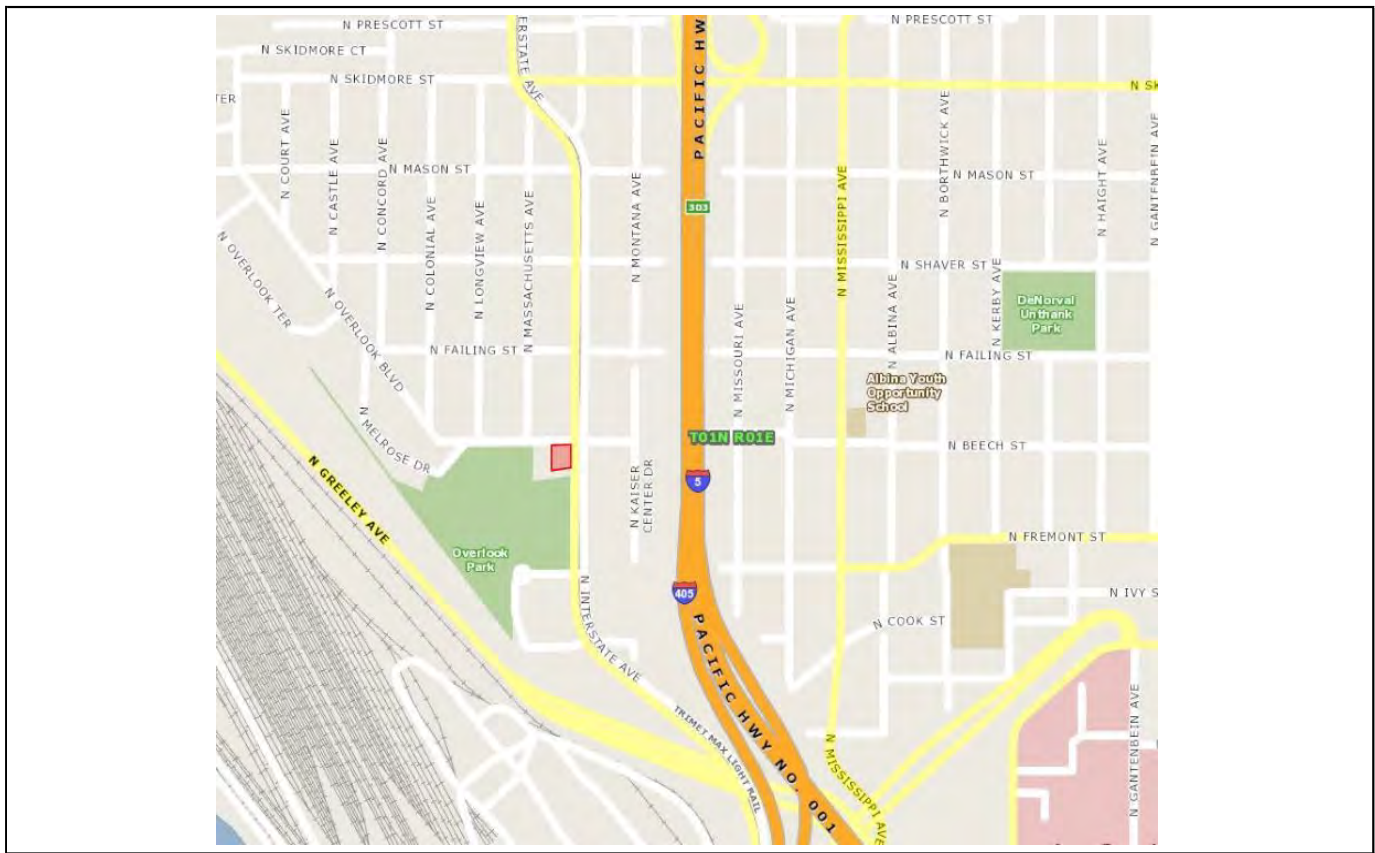 N PRESCOTT ST
N PRESCOTT ST
N SKIDMORE CT
N SKIDMORE ST
N SK
TER
ERSTATE AVE
PACIFIC HW
N COURT AVE
N CASTLE AVE
N CONCORD AVE
N MASON ST
N MASON ST
N BORTHWICK AVE
N HAIGHT AVE
N GANTENBEIN AVE
N COLONIAL AVE
N LONGVIEW AVE
N MASSACHUSETTS AVE
N MONTANA AVE
303
N MISSISSIPPI AVE
N OVERLOOK TER
N OVERLOOK BLVD
N SHAVER ST
N ALBINA AVE
N KERBY AVE
DeNorval
Unthank
Park
N MISSOURI AVE
N MICHIGAN AVE
N FAILING ST
N FAILING ST
Albina Youth
Opportunity
School
N MELROSE DR
T01N R01E
N BEECH ST
N GREELEY AVE
N KAISER
CENTER DR
5
N FREMONT ST
Overlook
Park
405
N IVY S
N INTERSTATE AVE
N COOK ST
PACIFIC HWY NO. 001
TRIMET MAX LIGHT RAIL
N MISSISSIPPI AVE
N GANTENBEIN AVE